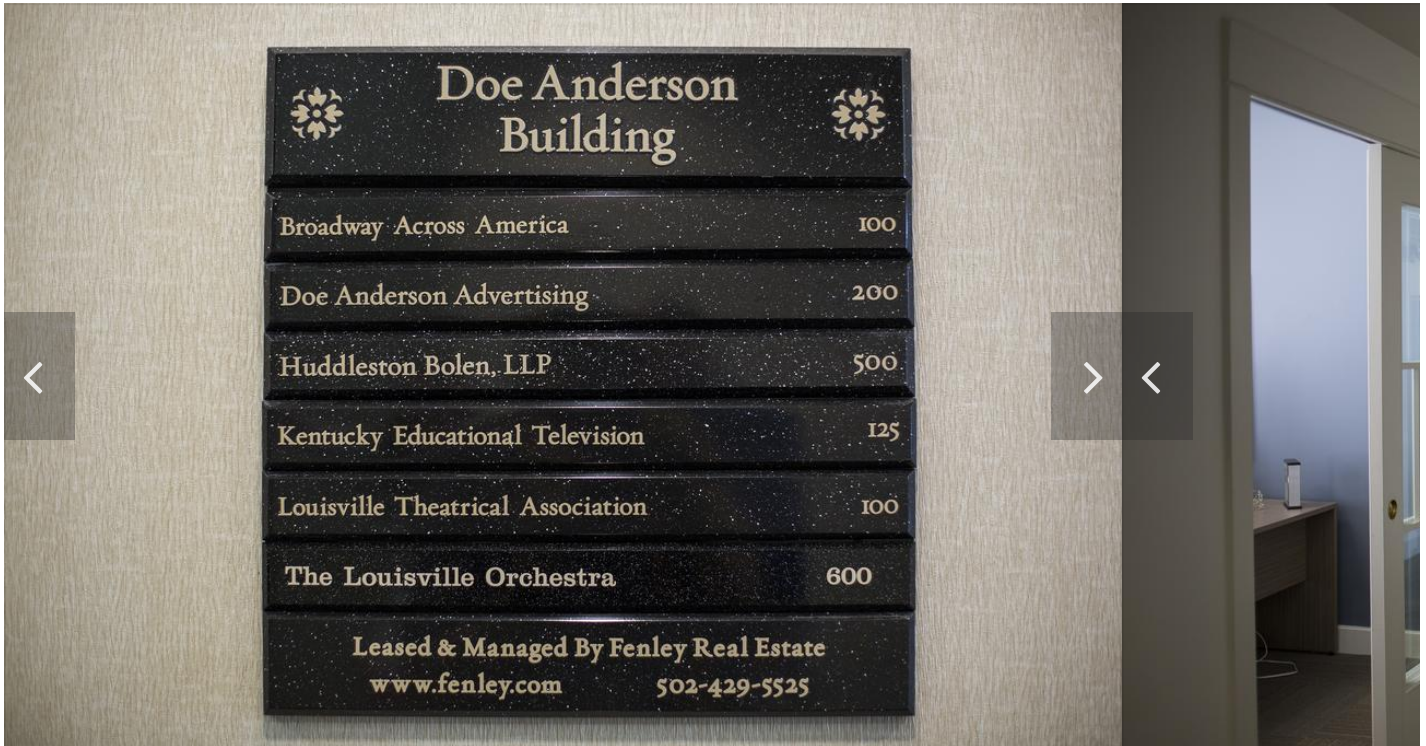 Doe Anderson
Building
Broadway Across America 100
Doe Anderson Advertising 200
Huddleston Bolen, LLP 500
Kentucky Educational Television 125
Louisville Theatrical Association 100
The Louisville Orchestra 600
Leased & Managed By Fenley Real Estate
www.fenley.com 502-429-5525